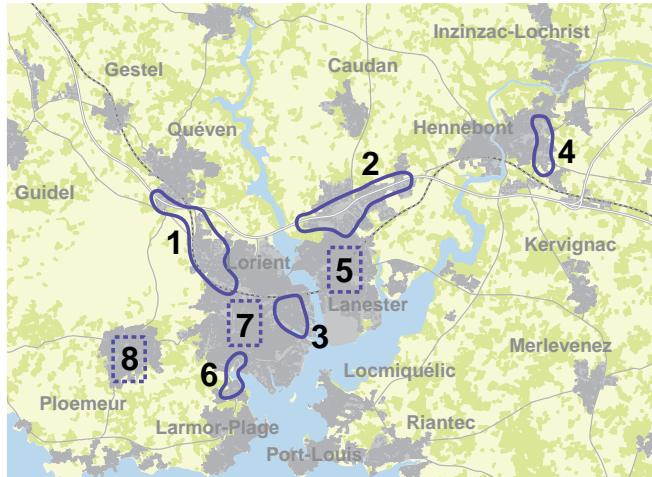 Inzinzac-Lochrist
Gestel
Caudan
Quéven
Hennebont
2
4
Guidel
1
Lorient
5
Kervignac
Lanester
7
3
8
Merlevenez
6
Locmiquélic
Ploemeur
Larmor-Plage
Riantec
Port-Louis